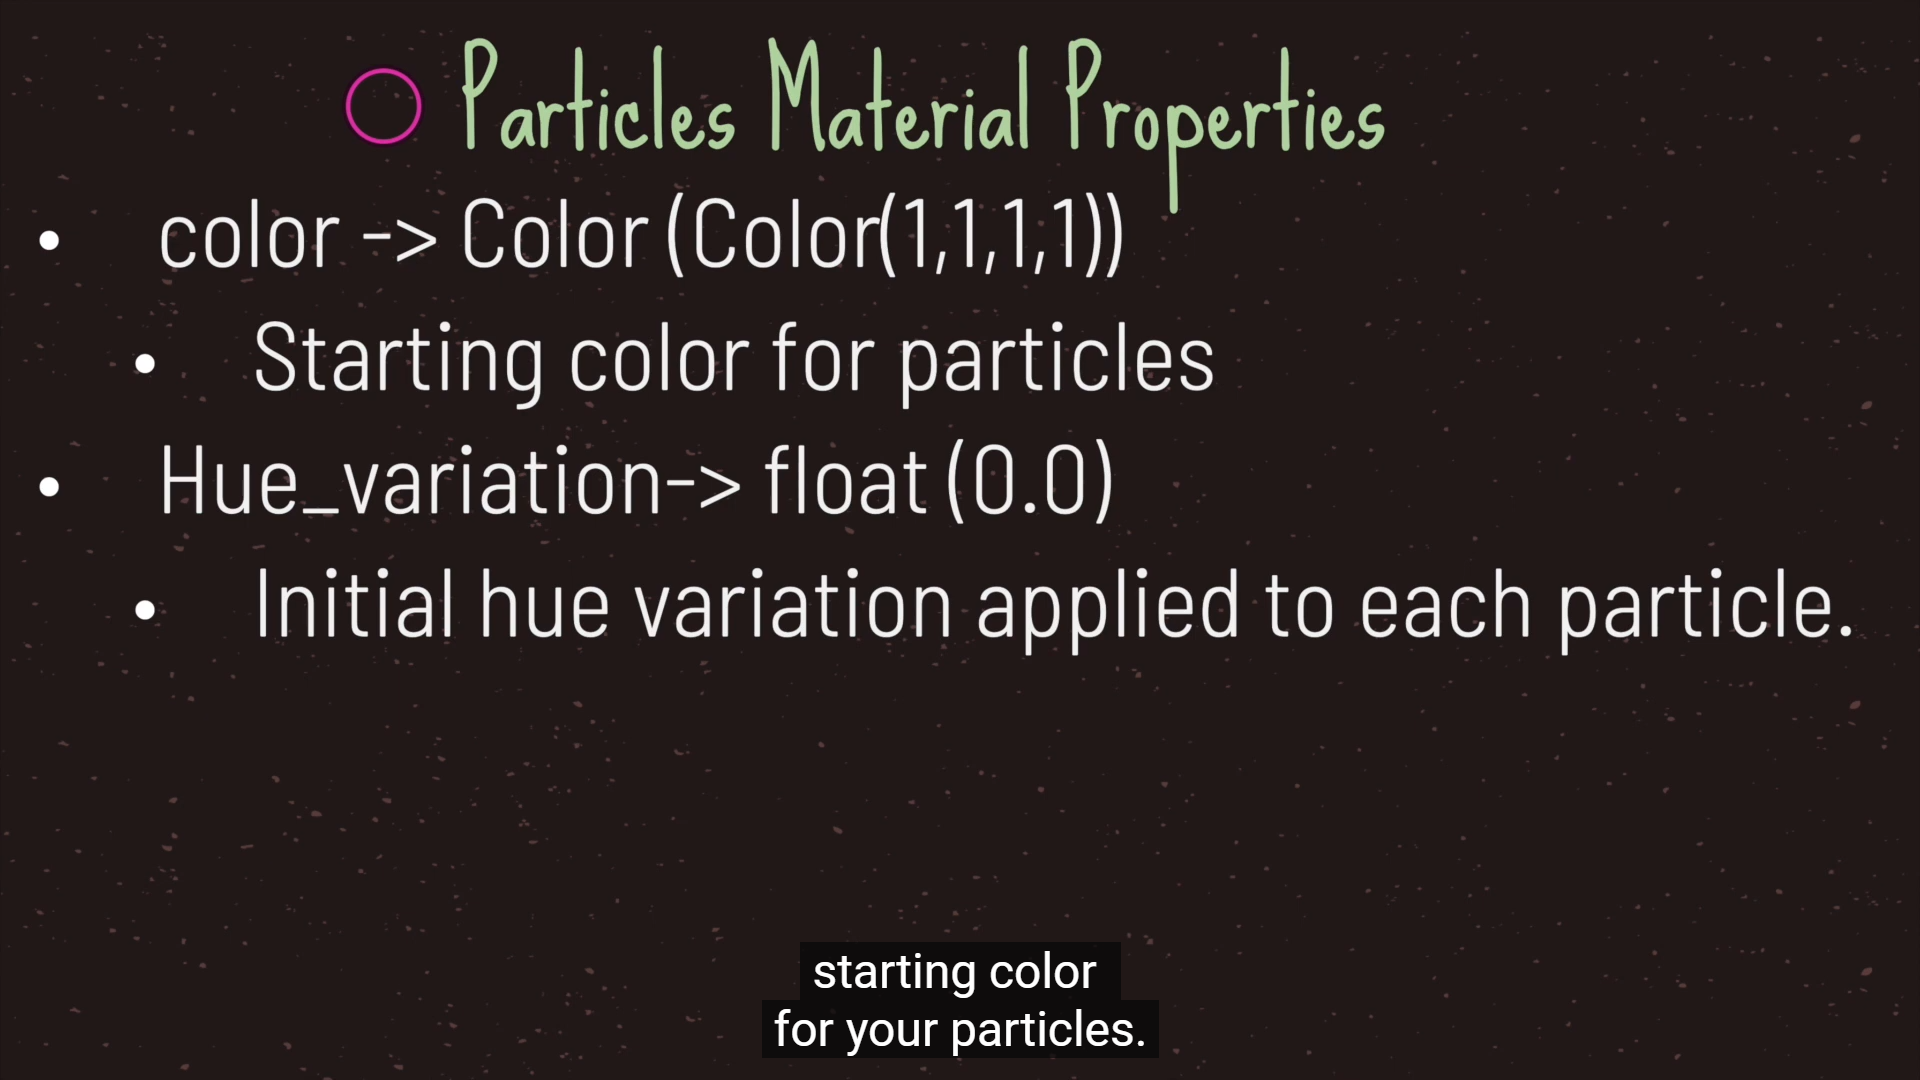 Particles Material Properties
• color -> Color (Color(1,1,1,1))
• Starting color for particles
• Hue_variation-> float (0.0)
• Initial hue variation applied to each particle.
starting color
for your particles.